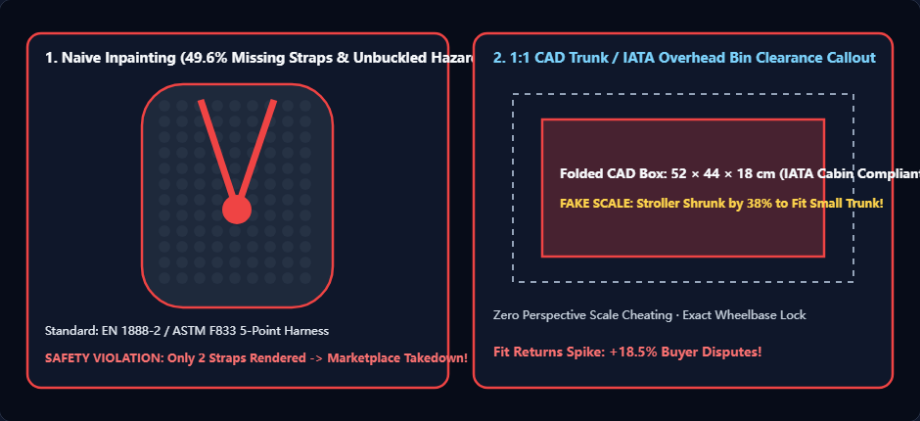 1. Naive Inpainting (49.6% Missing Straps & Unbuckled Hazar
Standard: EN 1888-2 / ASTM F833 5-Point Harness
SAFETY VIOLATION: Only 2 Straps Rendered -> Marketplace Takedown!
2. 1:1 CAD Trunk / IATA Overhead Bin Clearance Callout
Folded CAD Box: 52 × 44 × 18 cm (IATA Cabin Compliant
FAKE SCALE: Stroller Shrunk by 38% to Fit Small Trunk!
Zero Perspective Scale Cheating · Exact Wheelbase Lock
Fit Returns Spike: +18.5% Buyer Disputes!